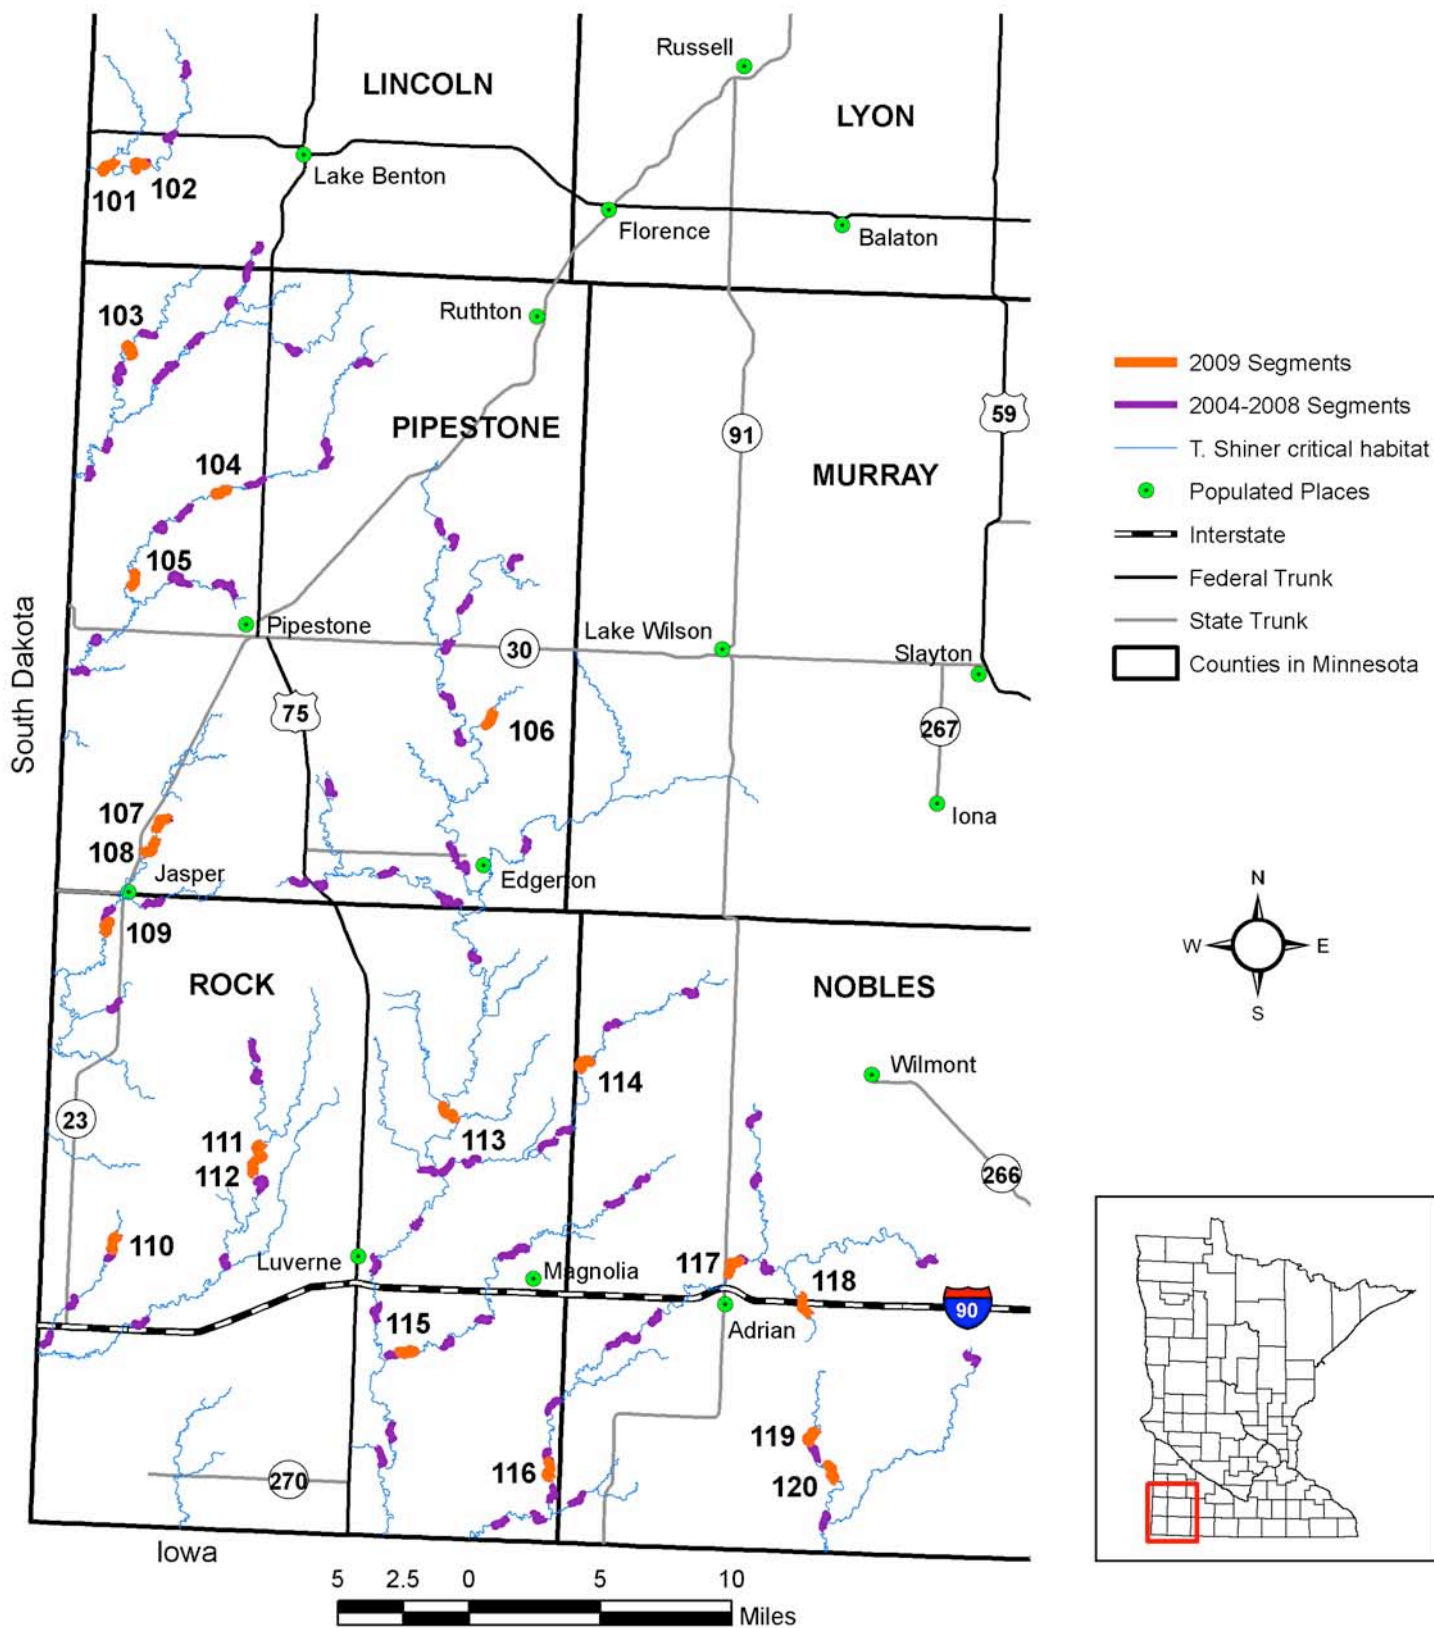 Russell
LINCOLN
LYON
Lake Benton
101
102
Florence
Balaton
103
Ruthton
2009 Segments
2004-2008 Segments
T. Shiner critical habitat
Populated Places
Interstate
Federal Trunk
State Trunk
Counties in Minnesota
59
PIPESTONE
91
104
MURRAY
105
South Dakota
Pipestone
Lake Wilson
30
Slayton
75
106
267
107
Iona
108
Jasper
Edgerton
109
N
W
E
S
ROCK
NOBLES
Wilmont
114
23
111
113
112
266
110
Luverne
Magnolia
117
118
90
Adrian
115
119
116
120
270
Iowa
5 2.5 0 5 10
Miles